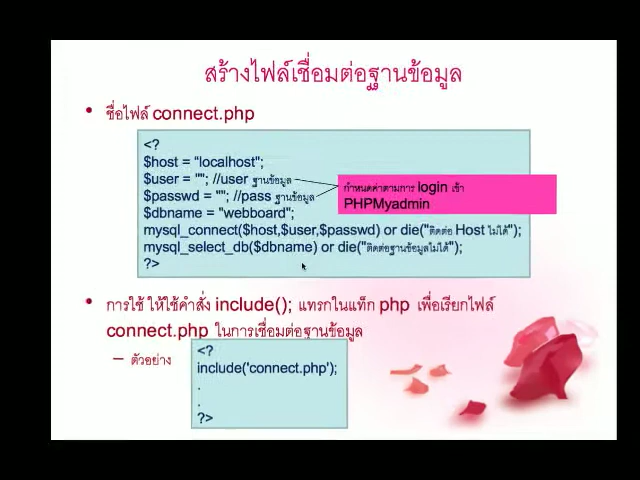 สร้างไฟล์เชื่อมต่อฐานข้อมูล
• ชื่อไฟล์ connect.php
<?
$host = "localhost";
$user = ""; //user ฐานข้อมูล
$passwd = ""; //pass ฐานข้อมูล
กำหนดค่าตามการ login เข้า
PHPMyadmin
$dbname = "webboard";
mysql_connect($host,$user,$passwd) or die("ติดต่อ Host ไม่ได้");
mysql_select_db($dbname) or die("ติดต่อฐานข้อมูลไม่ได้");
?>
• การใช้ ให้ใช้คำสั่ง include(); แทรกในแท็ก php เพื่อเรียกไฟล์
connect.php ในการเชื่อมต่อฐานข้อมูล
– ตัวอย่าง
<?
include('connect.php');
.
.
?>